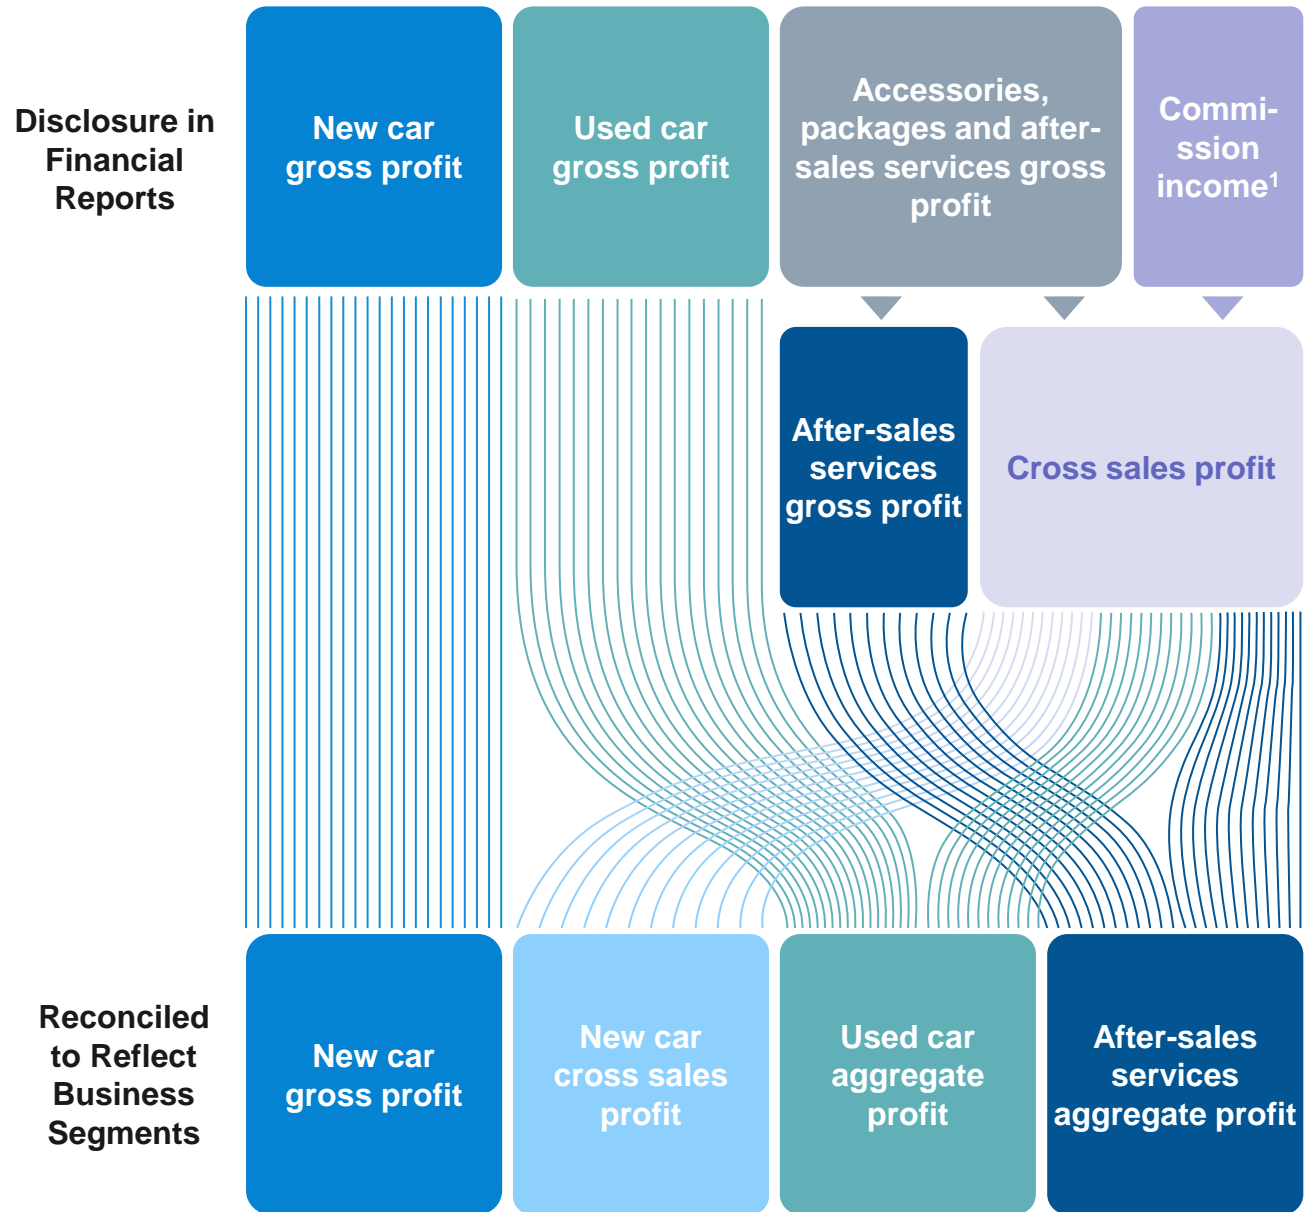 Disclosure in
Financial
Reports
New car
gross profit
Used car
gross profit
Accessories,
packages and after-
sales services gross
profit
Commi-
ssion
income¹
After-sales
services
gross profit
Cross sales profit
Reconciled
to Reflect
Business
Segments
New car
gross profit
New car
cross sales
profit
Used car
aggregate
profit
After-sales
services
aggregate profit